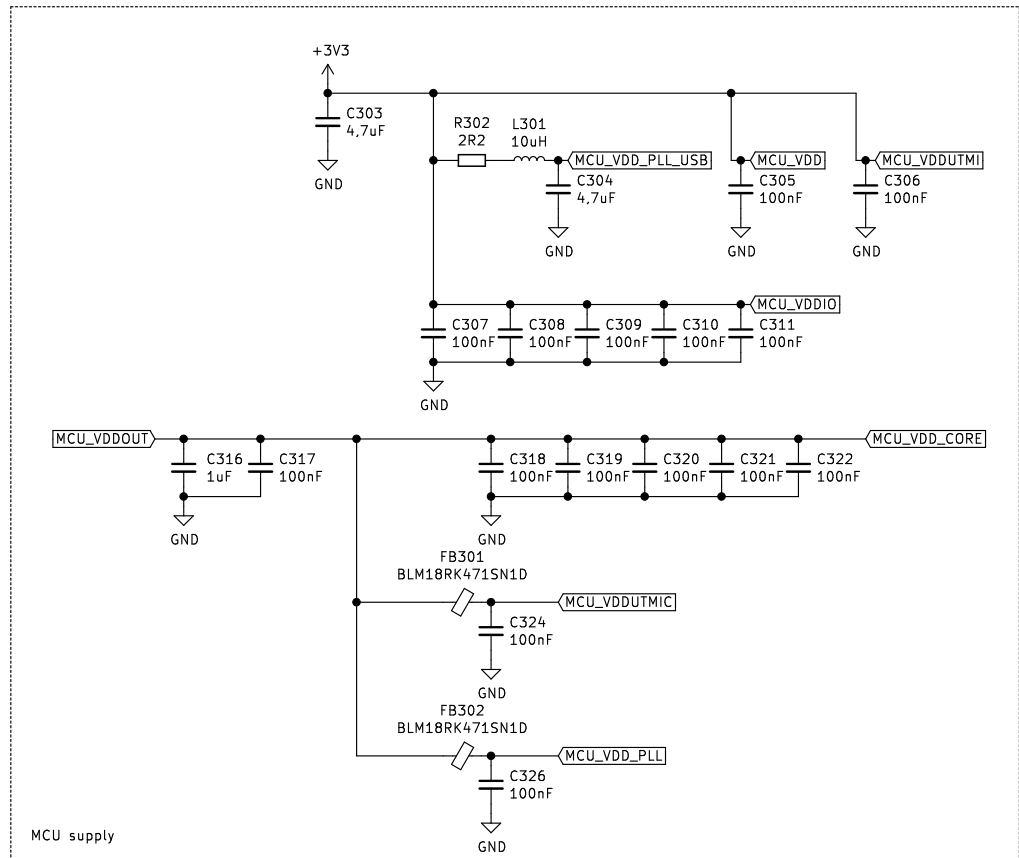 +3V3
C303
4,7uF
GND
R302
2R2
L301
10uH
MCU_VDD_PLL_USB
C304
4,7uF
GND
MCU_VDD
C305
100nF
GND
MCU_VDDUTMI
C306
100nF
GND
MCU_VDDIO
C307
100nF
C308
100nF
C309
100nF
C310
100nF
C311
100nF
GND
MCU_VDDOUT
C316
1uF
C317
100nF
GND
MCU_VDD_CORE
C318
100nF
C319
100nF
C320
100nF
C321
100nF
C322
100nF
GND
FB301
BLM18RK471SN1D
MCU_VDDUTMIC
C324
100nF
GND
FB302
BLM18RK471SN1D
MCU_VDD_PLL
C326
100nF
GND
MCU supply